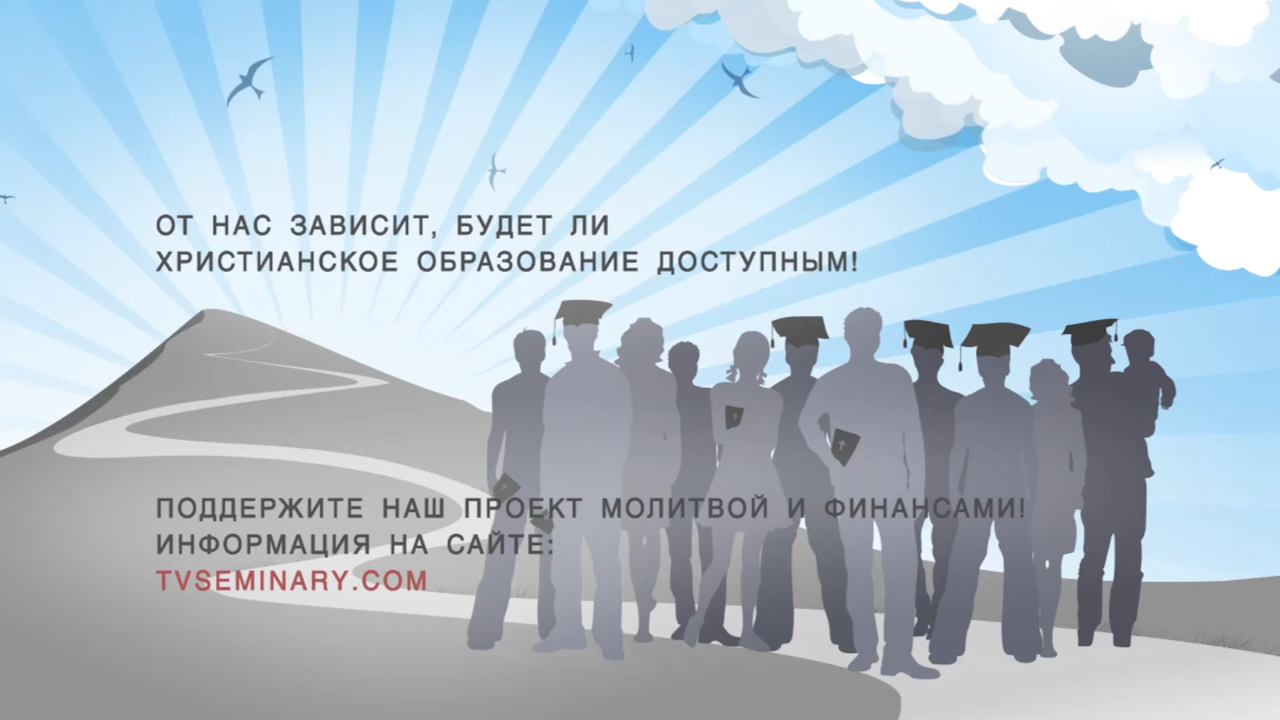 ОТ НАС ЗАВИСИТ, БУДЕТ ЛИ
ХРИСТИАНСКОЕ ОБРАЗОВАНИЕ ДОСТУПНЫМ!
ПОДДЕРЖИТЕ НАШ ПРОЕКТ МОЛИТВОЙ И ФИНАНСАМИ!
ИНФОРМАЦИЯ НА САЙТЕ:
TVSEMINARY.COM